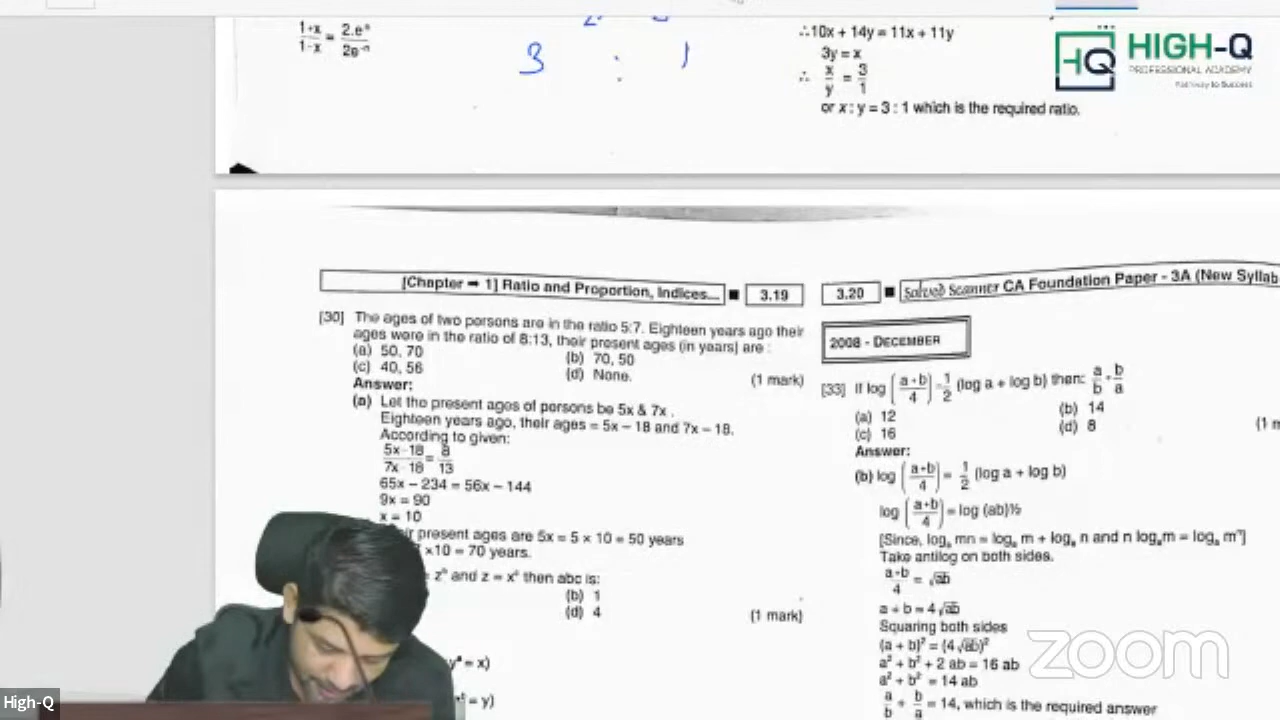 1+x/1-x = 2.eⁿ/2e⁻ⁿ
3 : 1
∴10x + 14y = 11x + 11y
3y = x
∴ x/y = 3/1
or x : y = 3 : 1 which is the required ratio.
HQ HIGH-Q
PROFESSIONAL ACADEMY
Pathway to Success
[Chapter ➡ 1] Ratio and Proportion, Indices... ■ 3.19
[30] The ages of two persons are in the ratio 5:7. Eighteen years ago their
ages were in the ratio of 8:13, their present ages (in years) are :
(a) 50, 70 (b) 70, 50
(c) 40, 56 (d) None. (1 mark)
Answer:
(a) Let the present ages of persons be 5x & 7x .
Eighteen years ago, their ages = 5x – 18 and 7x – 18.
According to given:
5x-18/7x-18 = 8/13
65x – 234 = 56x – 144
9x = 90
x = 10
present ages are 5x = 5 × 10 = 50 years
×10 = 70 years.
and z = xᶜ then abc is:
(b) 1
(d) 4 (1 mark)
= x)
= y)
3.20 ■ Solved Scanner CA Foundation Paper - 3A (New Syllab
2008 - DECEMBER
[33] If log (a+b/4) = 1/2 (log a + log b) then: a/b + b/a
(a) 12 (b) 14
(c) 16 (d) 8 (1 m
Answer:
(b) log (a+b/4) = 1/2 (log a + log b)
log (a+b/4) = log (ab)½
[Since, logₐ mn = logₐ m + logₐ n and n logₐm = logₐ mⁿ]
Take antilog on both sides.
a+b/4 = √ab
a + b = 4√ab
Squaring both sides
(a + b)² = (4√ab)²
a² + b² + 2 ab = 16 ab
a² + b² = 14 ab
a/b + b/a = 14, which is the required answer
zoom
High-Q